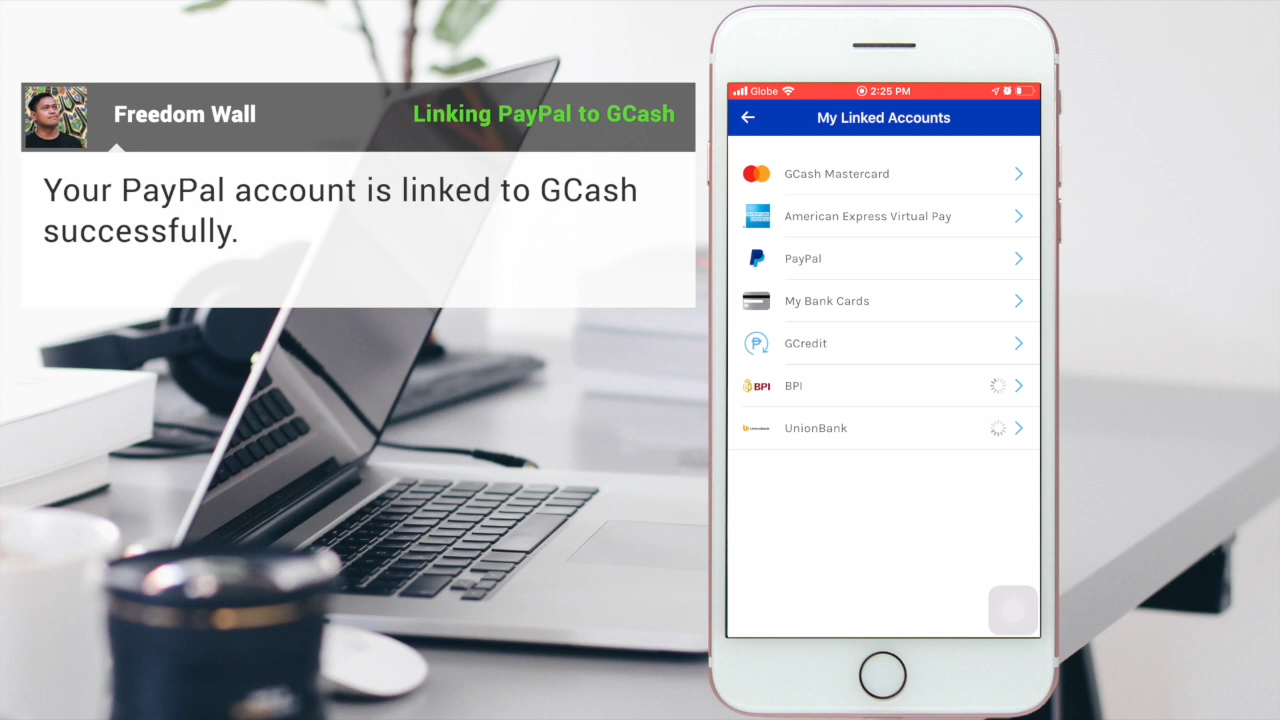 Freedom Wall
Linking PayPal to GCash
Your PayPal account is linked to GCash
successfully.
Globe
2:25 PM
My Linked Accounts
GCash Mastercard
American Express Virtual Pay
PayPal
My Bank Cards
GCredit
BPI BPI
UnionBank